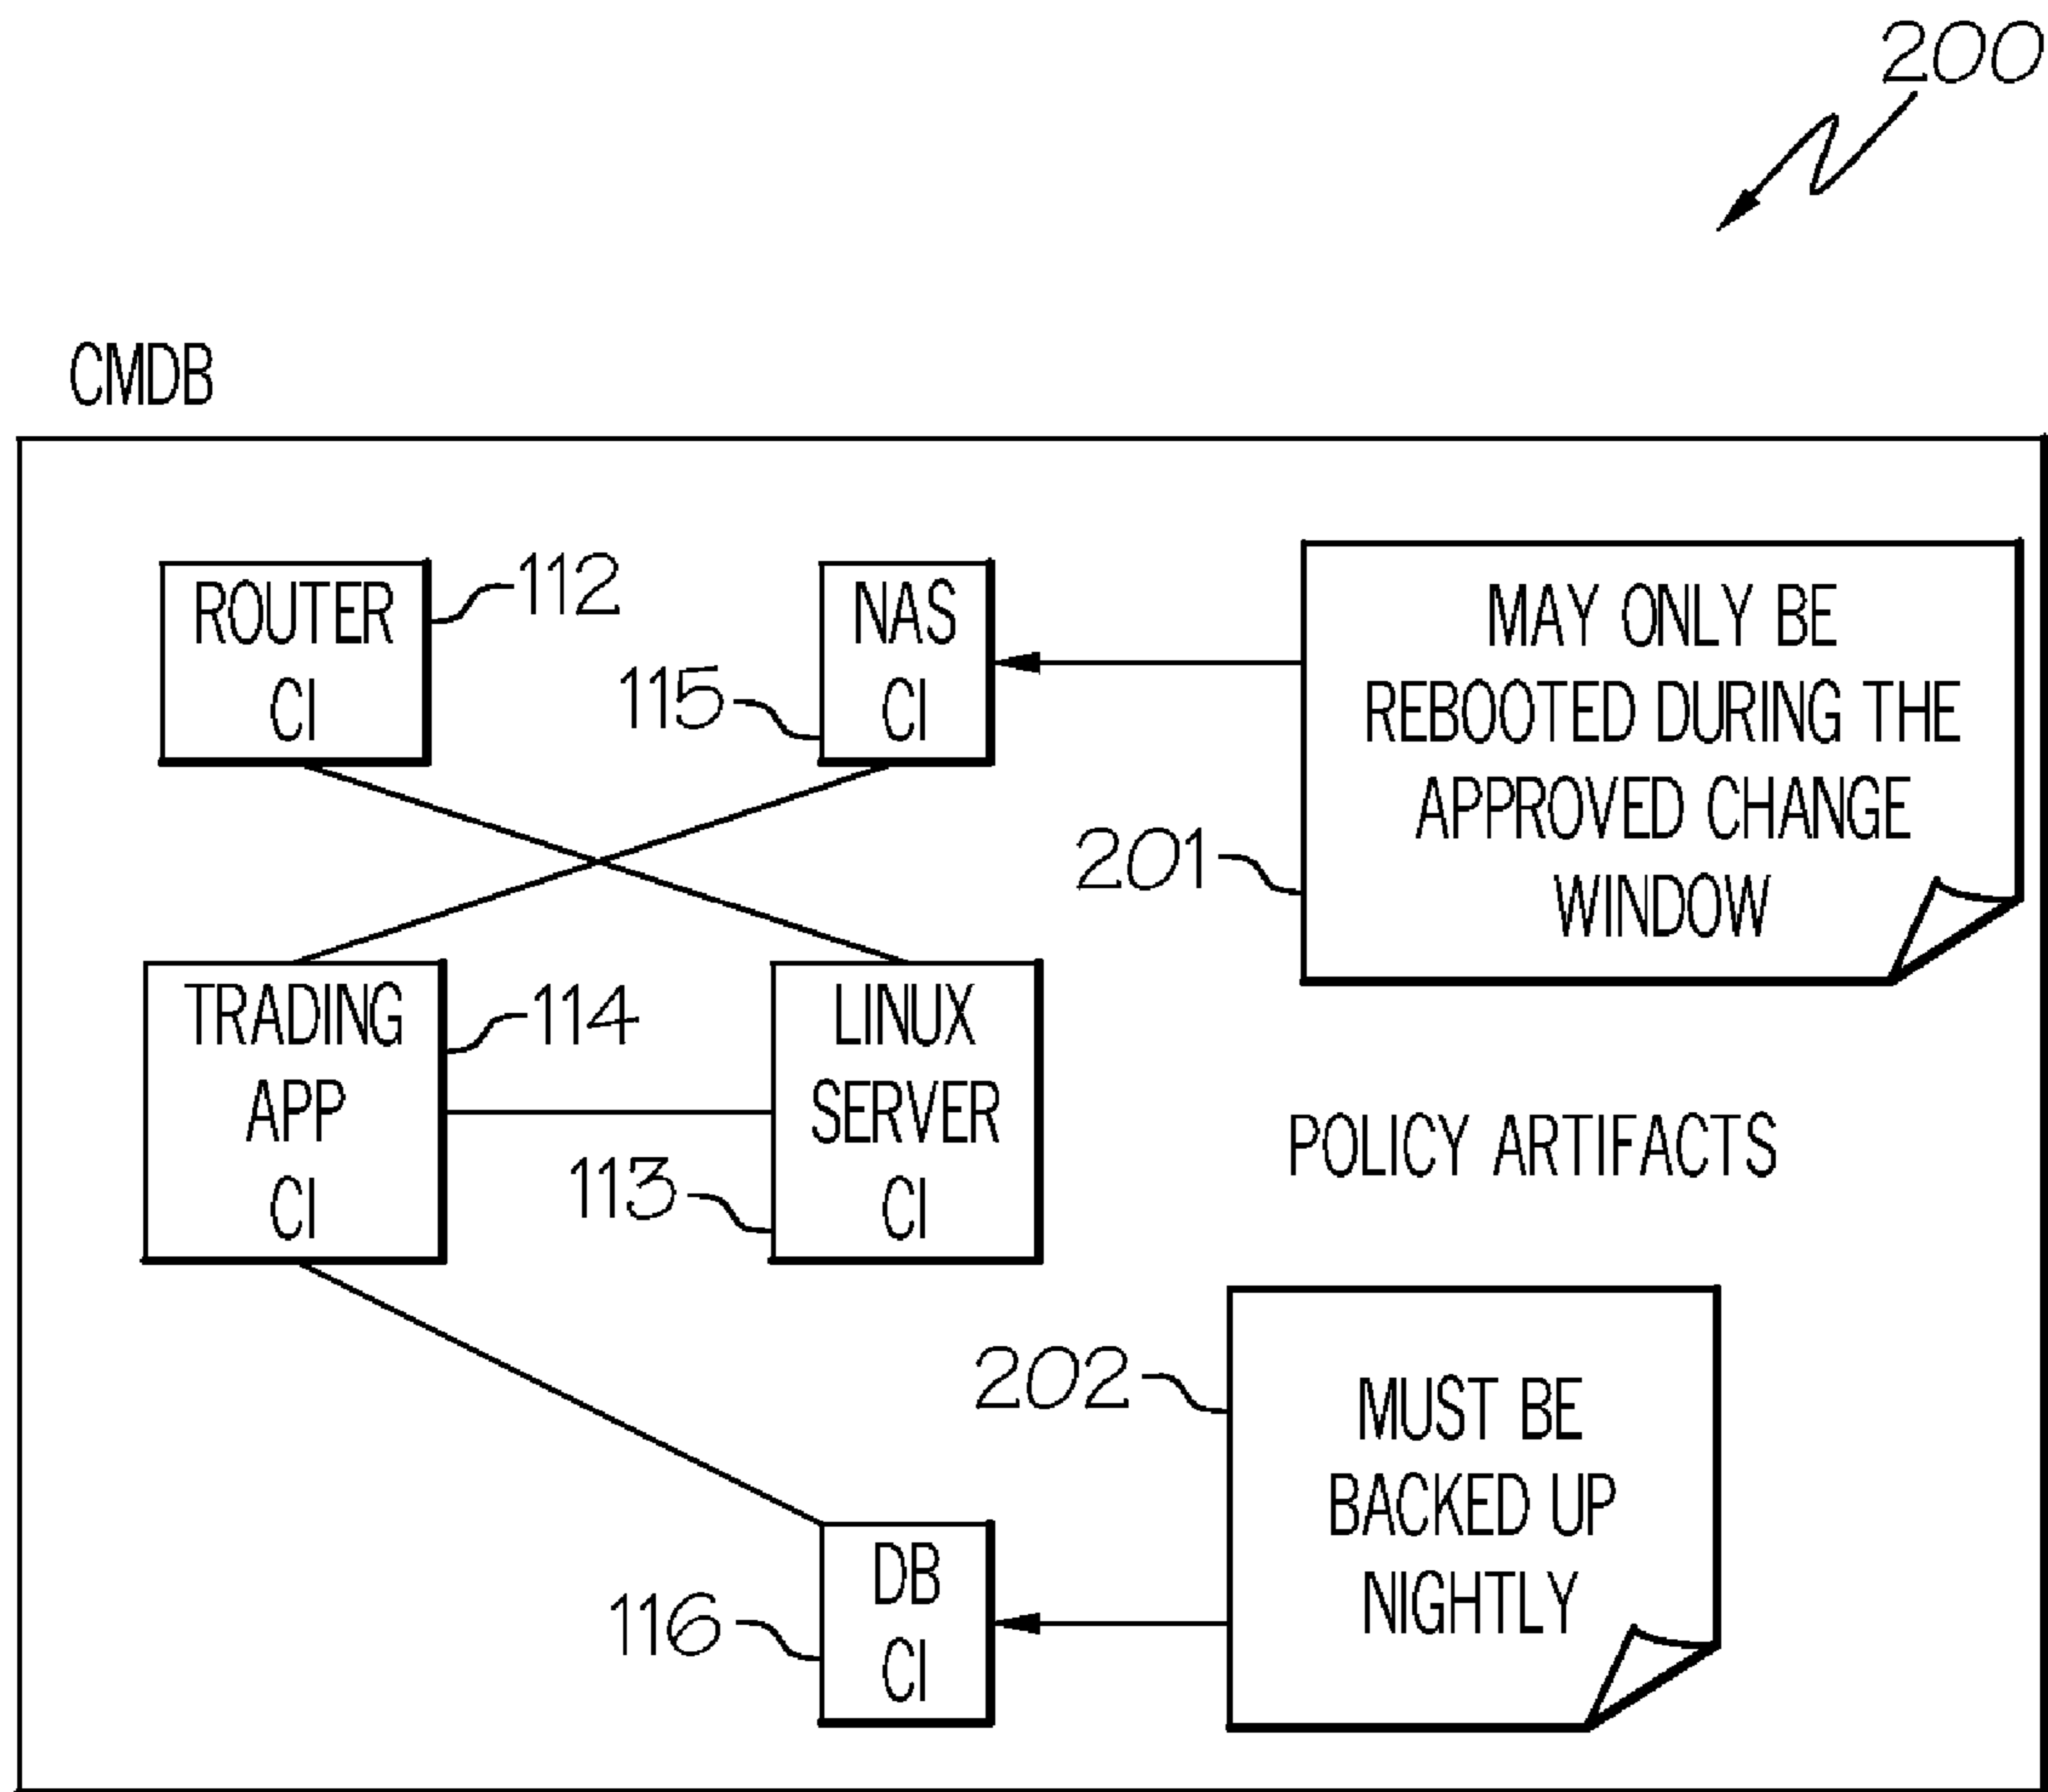 200
CMDB
ROUTER
CI
112
NAS
CI
115
MAY ONLY BE
REBOOTED DURING THE
APPROVED CHANGE
WINDOW
201
TRADING
APP
CI
114
LINUX
SERVER
CI
113
POLICY ARTIFACTS
202
MUST BE
BACKED UP
NIGHTLY
DB
CI
116